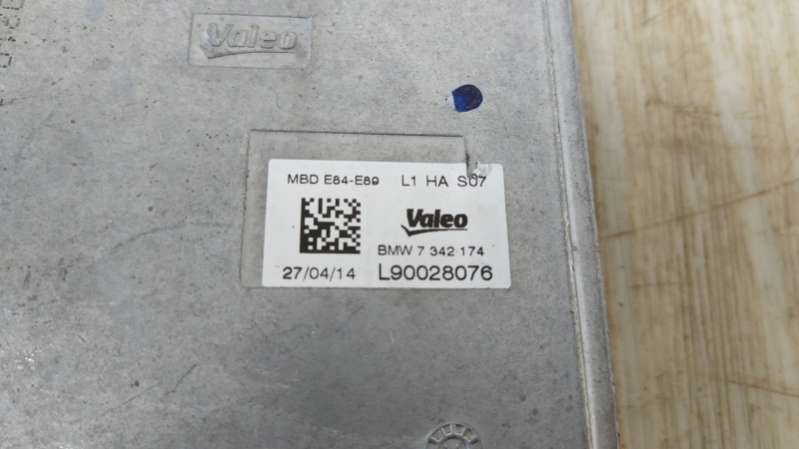 Valeo
MBD E84-E89 L1 HA S07
Valeo
BMW 7 342 174
27/04/14 L90028076